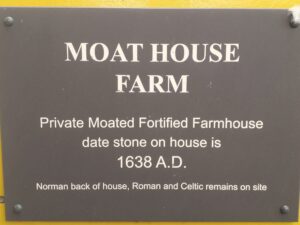 MOAT HOUSE
FARM
Private Moated Fortified Farmhouse
date stone on house is
1638 A.D.
Norman back of house, Roman and Celtic remains on site